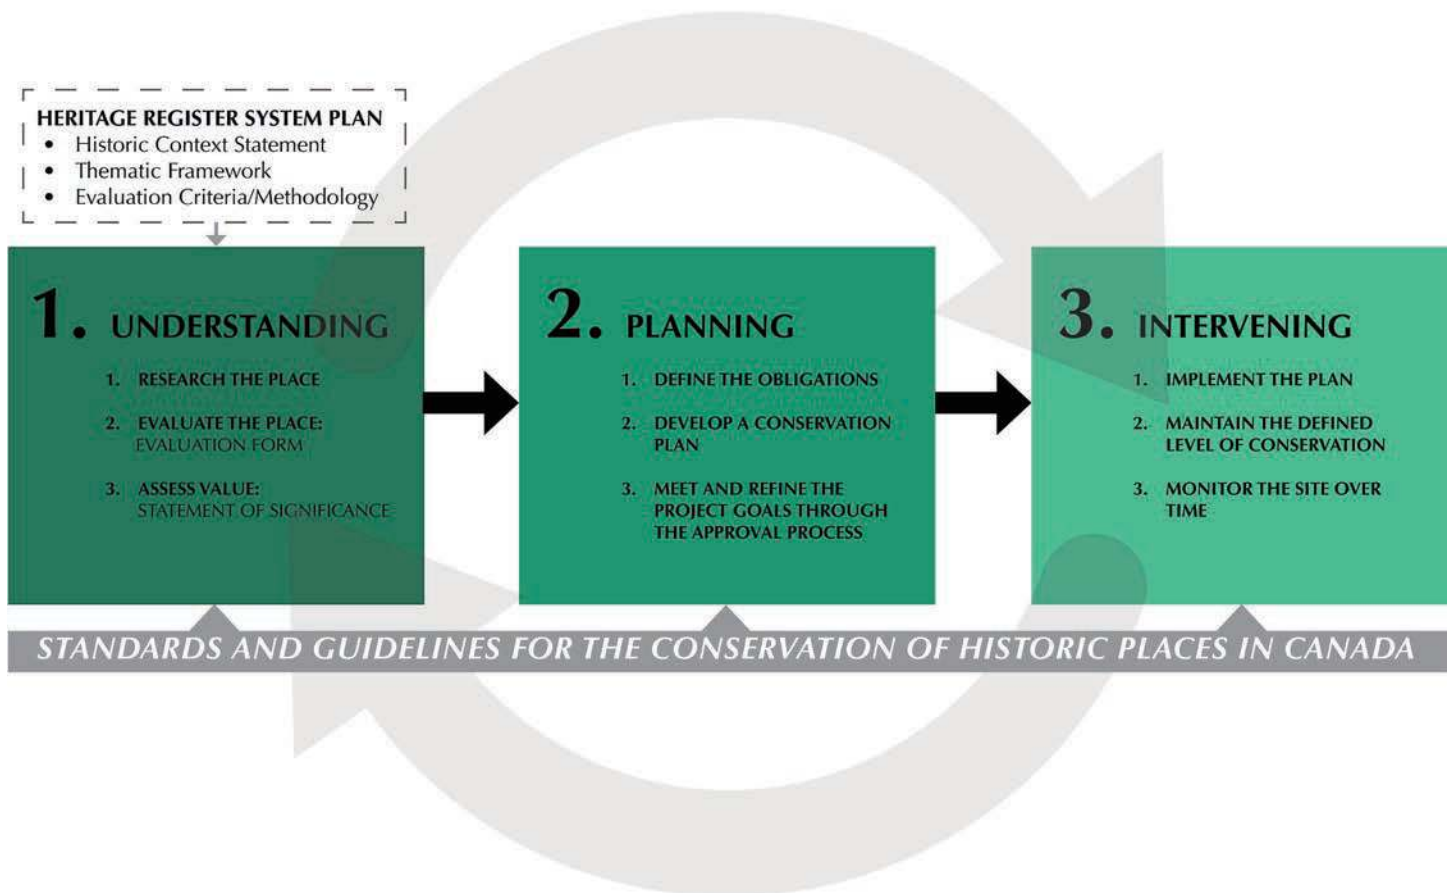 HERITAGE REGISTER SYSTEM PLAN
• Historic Context Statement
• Thematic Framework
• Evaluation Criteria/Methodology
1. UNDERSTANDING
1. RESEARCH THE PLACE
2. EVALUATE THE PLACE:
EVALUATION FORM
3. ASSESS VALUE:
STATEMENT OF SIGNIFICANCE
2. PLANNING
1. DEFINE THE OBLIGATIONS
2. DEVELOP A CONSERVATION
PLAN
3. MEET AND REFINE THE
PROJECT GOALS THROUGH
THE APPROVAL PROCESS
3. INTERVENING
1. IMPLEMENT THE PLAN
2. MAINTAIN THE DEFINED
LEVEL OF CONSERVATION
3. MONITOR THE SITE OVER
TIME
STANDARDS AND GUIDELINES FOR THE CONSERVATION OF HISTORIC PLACES IN CANADA